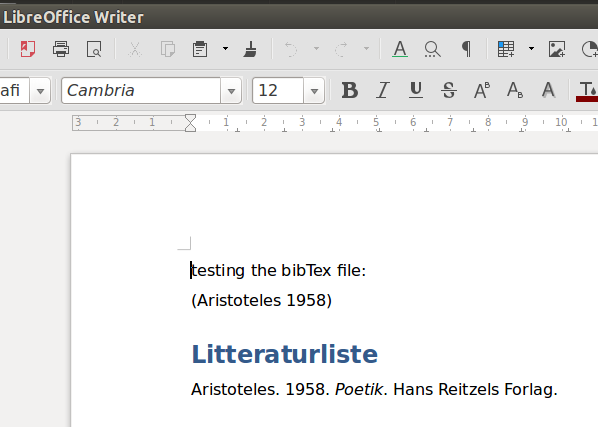 LibreOffice Writer
afi Cambria 12
3 2 1 1 2 3 4 5 6 7 8 9 10 11
testing the bibTex file:
(Aristoteles 1958)
Litteraturliste
Aristoteles. 1958. Poetik. Hans Reitzels Forlag.